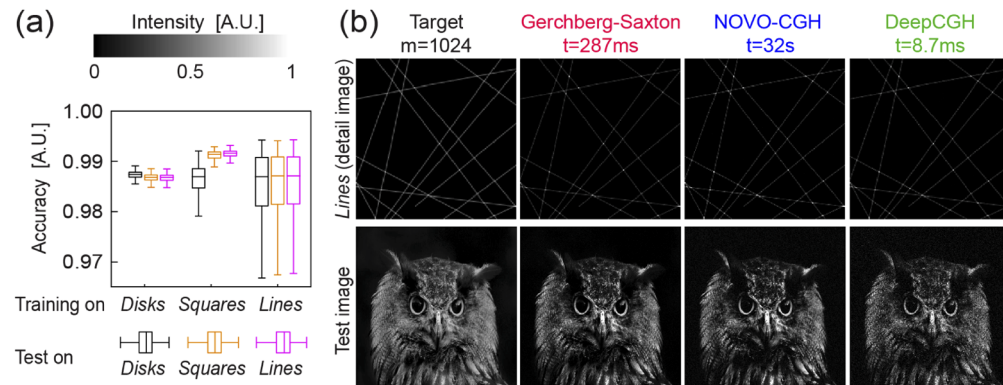 (a)
Intensity [A.U.]
0 0.5 1
1.00
0.99
0.98
0.97
Accuracy [A.U.]
Training on Disks Squares Lines
Test on
Disks Squares Lines
(b)
Target
m=1024
Gerchberg-Saxton
t=287ms
NOVO-CGH
t=32s
DeepCGH
t=8.7ms
Lines (detail image)
Test image